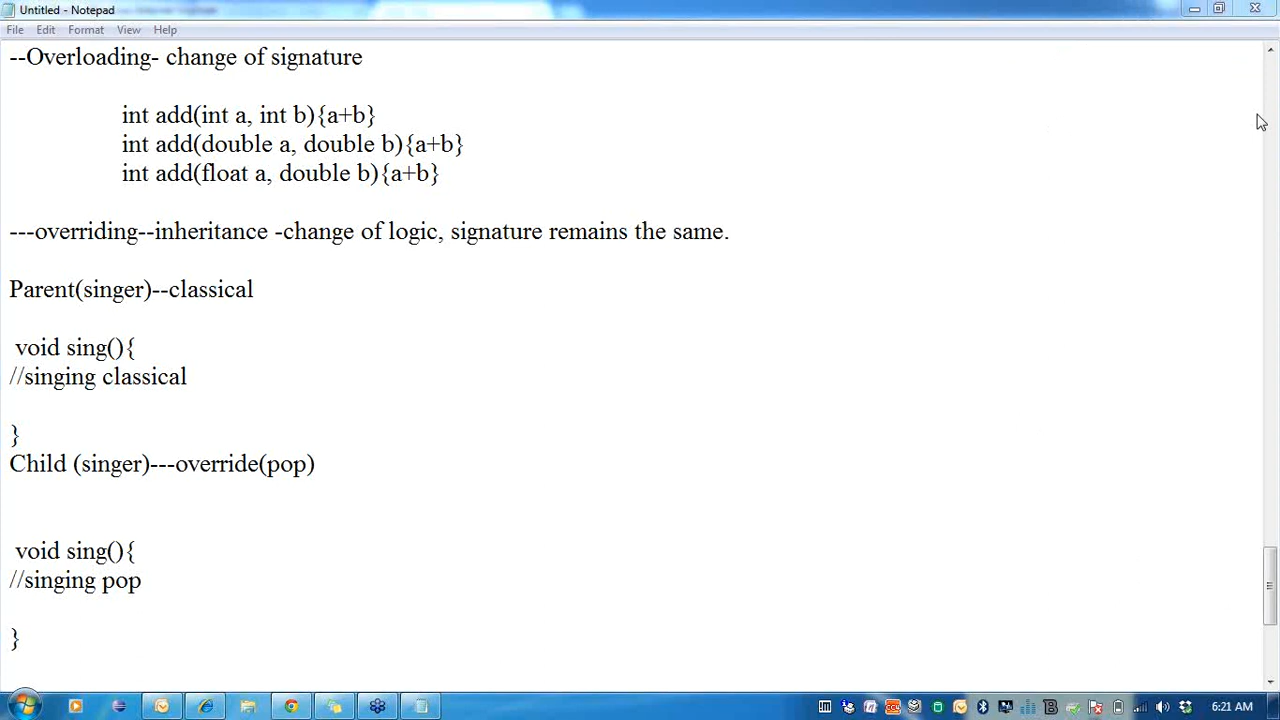 Untitled - Notepad
File Edit Format View Help
--Overloading- change of signature
int add(int a, int b){a+b}
int add(double a, double b){a+b}
int add(float a, double b){a+b}
---overriding--inheritance -change of logic, signature remains the same.
Parent(singer)--classical
void sing(){
//singing classical
}
Child (singer)---override(pop)
void sing(){
//singing pop
}
6:21 AM